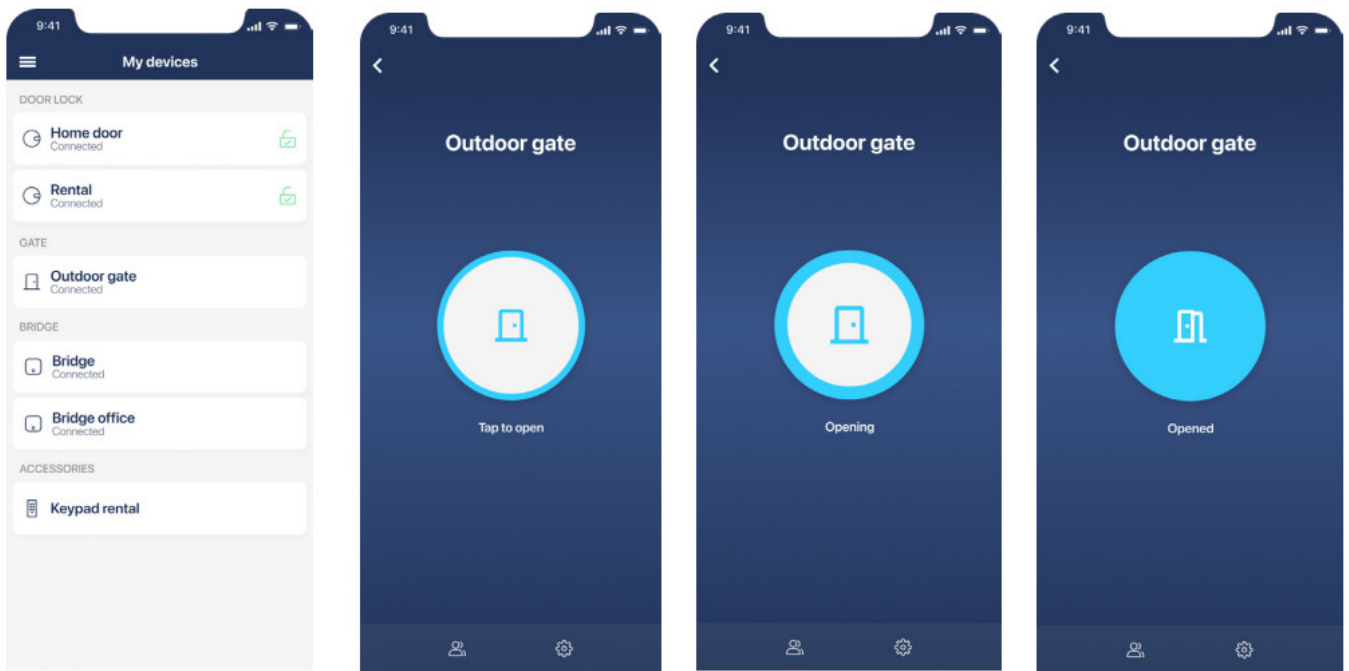 9:41
My devices
DOOR LOCK
Home door
Connected
Rental
Connected
GATE
Outdoor gate
Connected
BRIDGE
Bridge
Connected
Bridge office
Connected
ACCESSORIES
Keypad rental
9:41
Outdoor gate
Tap to open
9:41
Outdoor gate
Opening
9:41
Outdoor gate
Opened